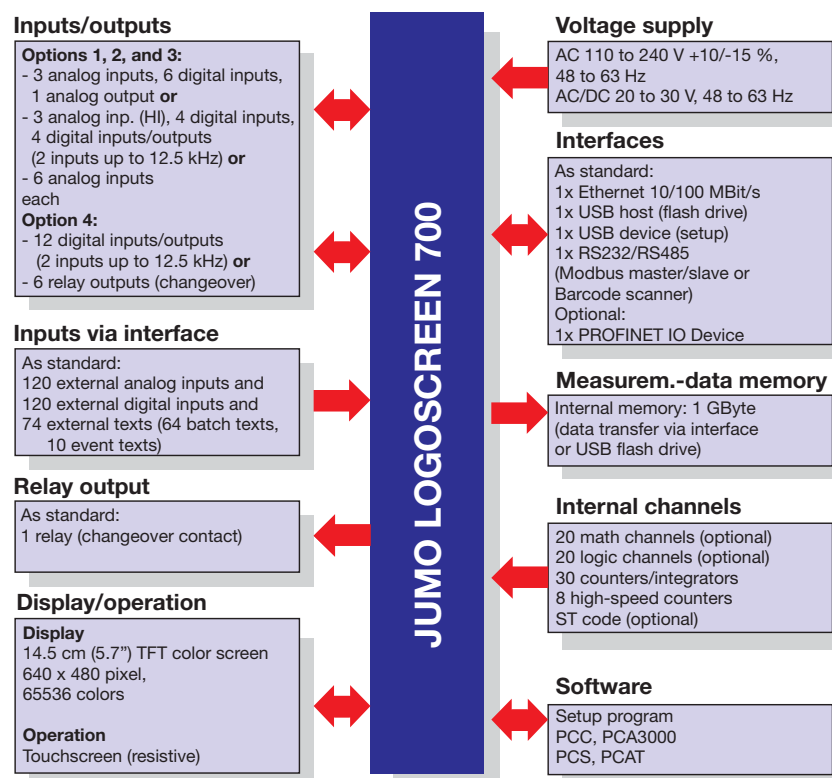 Inputs/outputs
Options 1, 2, and 3:
- 3 analog inputs, 6 digital inputs,
1 analog output or
- 3 analog inp. (HI), 4 digital inputs,
4 digital inputs/outputs
(2 inputs up to 12.5 kHz) or
- 6 analog inputs
each
Option 4:
- 12 digital inputs/outputs
(2 inputs up to 12.5 kHz) or
- 6 relay outputs (changeover)
Inputs via interface
As standard:
120 external analog inputs and
120 external digital inputs and
74 external texts (64 batch texts,
10 event texts)
Relay output
As standard:
1 relay (changeover contact)
Display/operation
Display
14.5 cm (5.7”) TFT color screen
640 x 480 pixel,
65536 colors
Operation
Touchscreen (resistive)
JUMO LOGOSCREEN 700
Voltage supply
AC 110 to 240 V +10/-15 %,
48 to 63 Hz
AC/DC 20 to 30 V, 48 to 63 Hz
Interfaces
As standard:
1x Ethernet 10/100 MBit/s
1x USB host (flash drive)
1x USB device (setup)
1x RS232/RS485
(Modbus master/slave or
Barcode scanner)
Optional:
1x PROFINET IO Device
Measurem.-data memory
Internal memory: 1 GByte
(data transfer via interface
or USB flash drive)
Internal channels
20 math channels (optional)
20 logic channels (optional)
30 counters/integrators
8 high-speed counters
ST code (optional)
Software
Setup program
PCC, PCA3000
PCS, PCAT